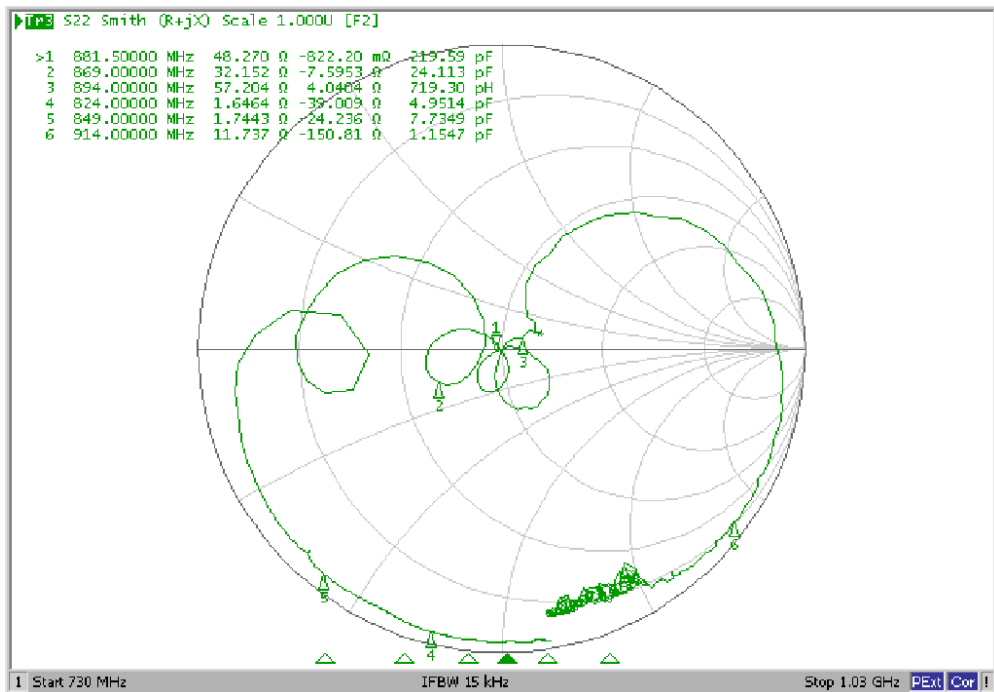 Tr3 S22 Smith (R+jX) Scale 1.000U [F2]
>1 881.50000 MHz 48.270 Ω -822.20 mΩ 219.59 pF
2 869.00000 MHz 32.152 Ω -7.5953 Ω 24.113 pF
3 894.00000 MHz 57.204 Ω 4.0404 Ω 719.30 pH
4 824.00000 MHz 1.6464 Ω -39.009 Ω 4.9514 pF
5 849.00000 MHz 1.7443 Ω -24.236 Ω 7.7349 pF
6 914.00000 MHz 11.737 Ω -150.81 Ω 1.1547 pF
1
3
2
6
5
4
1 Start 730 MHz IFBW 15 kHz Stop 1.03 GHz PExt Cor !